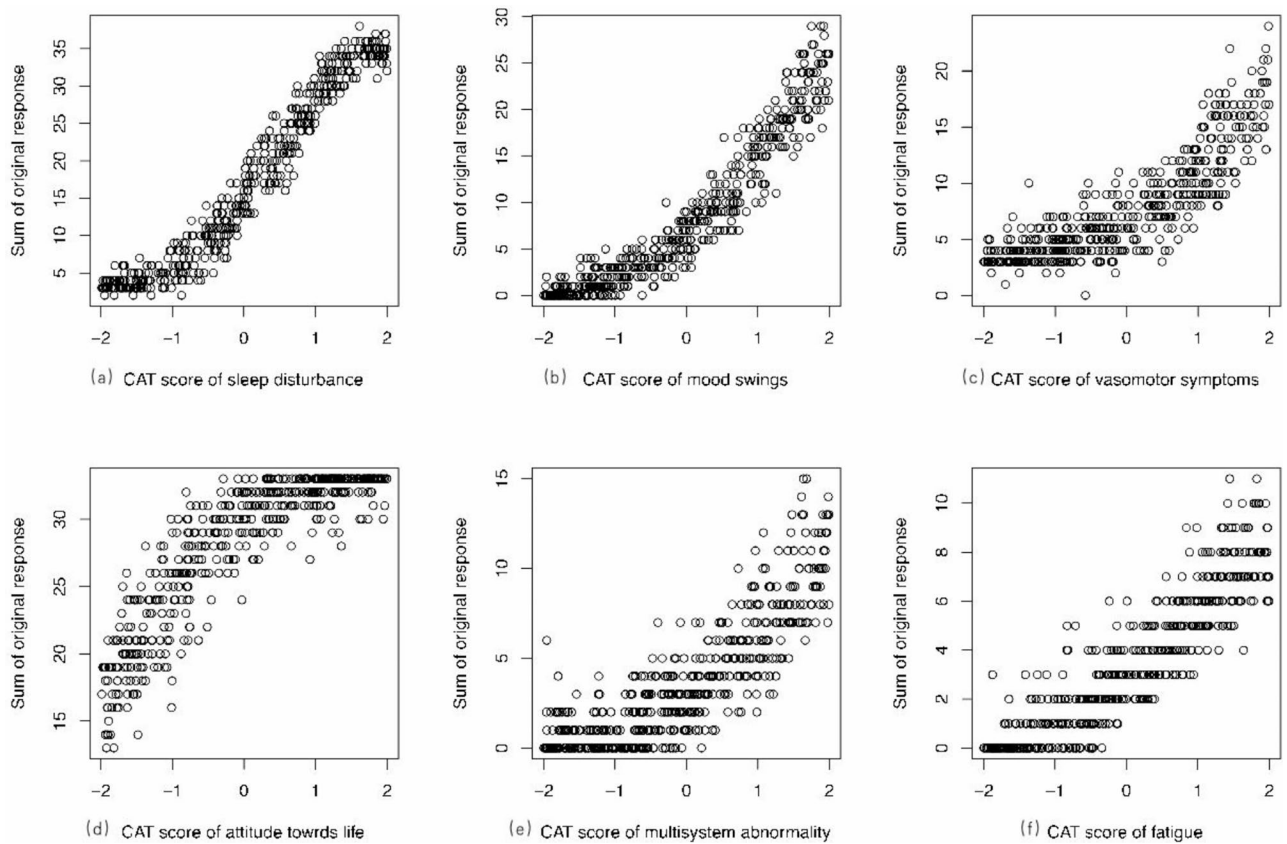 Sum of original response
35
30
25
20
15
10
5
−2 −1 0 1 2
(a) CAT score of sleep disturbance
Sum of original response
30
25
20
15
10
5
0
−2 −1 0 1 2
(b) CAT score of mood swings
Sum of original response
20
15
10
5
0
−2 −1 0 1 2
(c) CAT score of vasomotor symptoms
Sum of original response
30
25
20
15
−2 −1 0 1 2
(d) CAT score of attitude towrds life
Sum of original response
15
10
5
0
−2 −1 0 1 2
(e) CAT score of multisystem abnormality
Sum of original response
10
8
6
4
2
0
−2 −1 0 1 2
(f) CAT score of fatigue